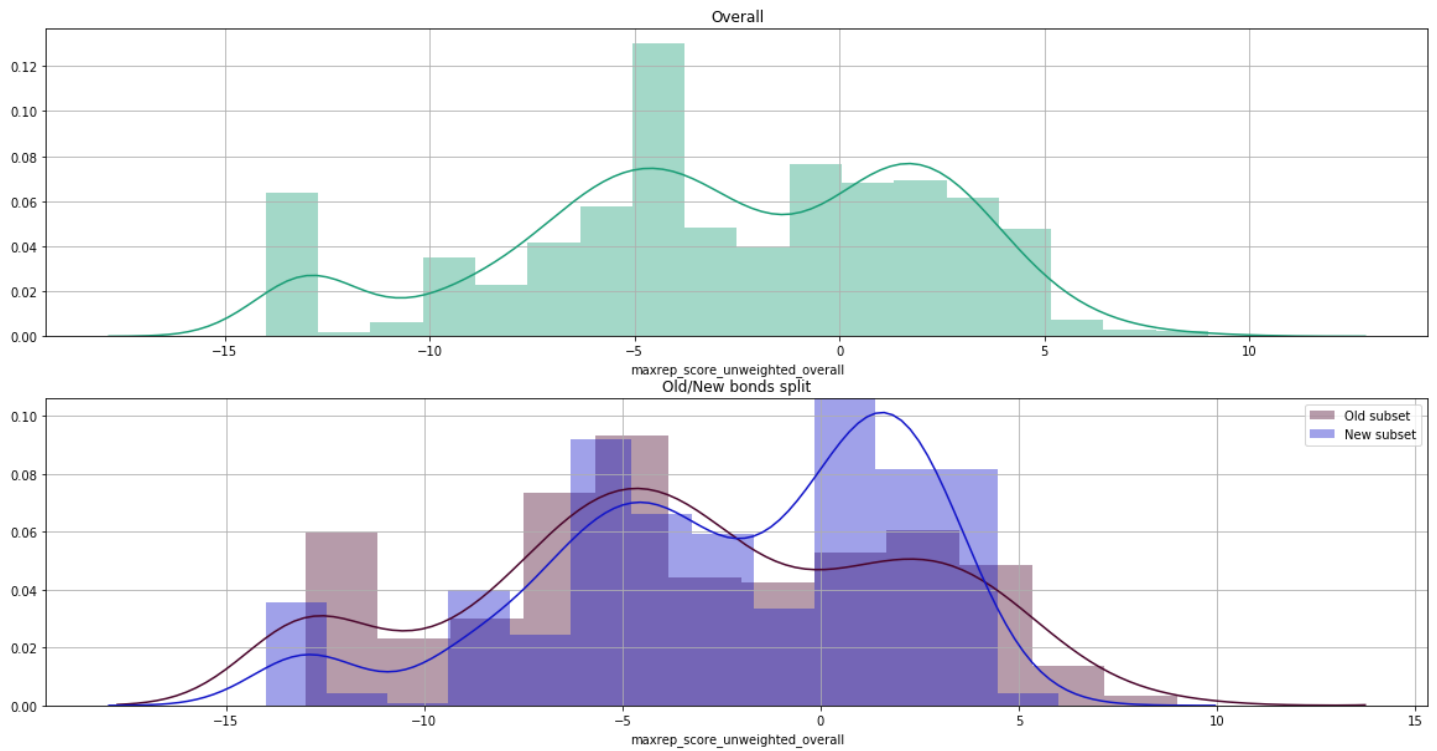 Overall
0.12
0.10
0.08
0.06
0.04
0.02
0.00
−15 −10 −5 0 5 10
maxrep_score_unweighted_overall
Old/New bonds split
0.10
Old subset
New subset
0.08
0.06
0.04
0.02
0.00
−15 −10 −5 0 5 10 15
maxrep_score_unweighted_overall